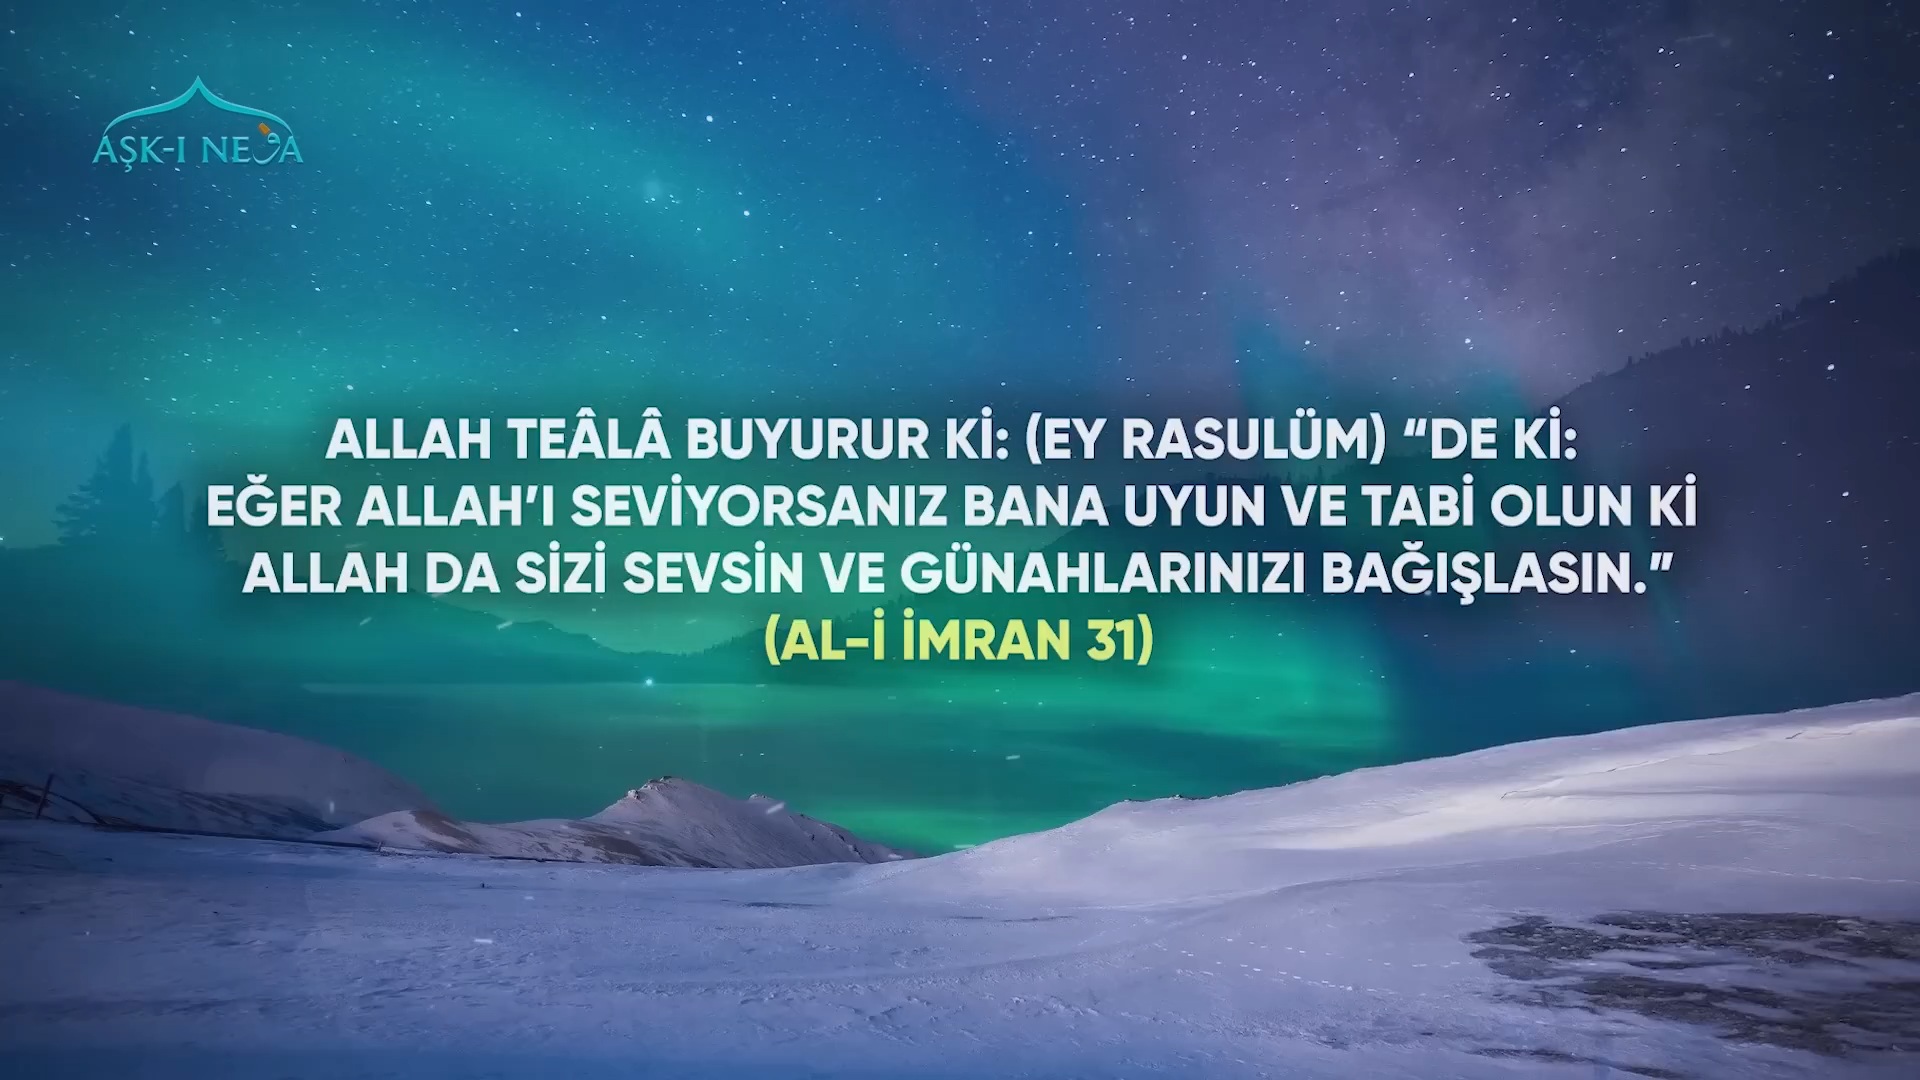 AŞK-I NEVA
ALLAH TEÂLÂ BUYURUR Kİ: (EY RASULÜM) “DE Kİ:
EĞER ALLAH’I SEVİYORSANIZ BANA UYUN VE TABİ OLUN Kİ
ALLAH DA SİZİ SEVSİN VE GÜNAHLARINIZI BAĞIŞLASIN.”
(AL-İ İMRAN 31)